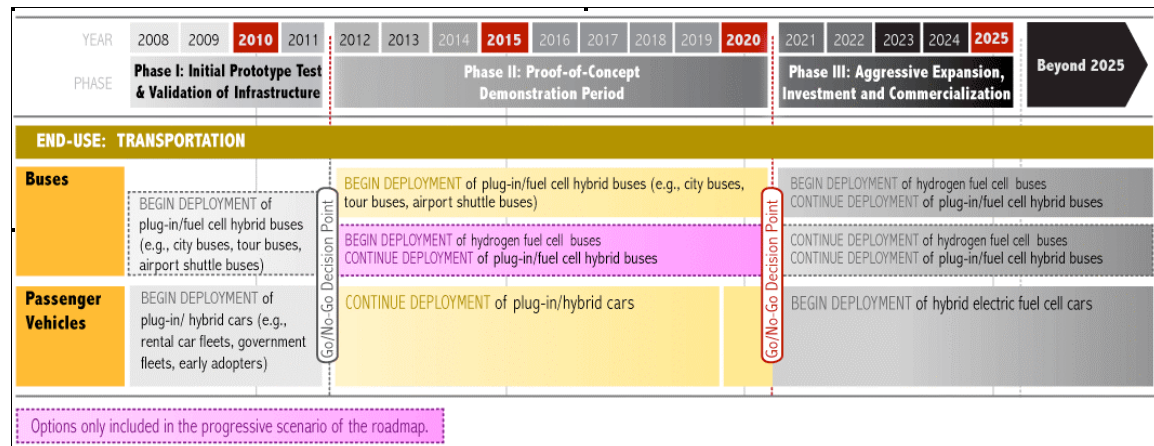 YEAR 2008 2009 2010 2011 2012 2013 2014 2015 2016 2017 2018 2019 2020 2021 2022 2023 2024 2025
PHASE
Phase I: Initial Prototype Test
& Validation of Infrastructure
Phase II: Proof-of-Concept
Demonstration Period
Phase III: Aggressive Expansion,
Investment and Commercialization
Beyond 2025
END-USE: TRANSPORTATION
Buses
BEGIN DEPLOYMENT of
plug-in/fuel cell hybrid buses
(e.g., city buses, tour buses,
airport shuttle buses)
Go/No-Go Decision Point
BEGIN DEPLOYMENT of plug-in/fuel cell hybrid buses (e.g., city buses,
tour buses, airport shuttle buses)
BEGIN DEPLOYMENT of hydrogen fuel cell buses
CONTINUE DEPLOYMENT of plug-in/fuel cell hybrid buses
Go/No-Go Decision Point
BEGIN DEPLOYMENT of hydrogen fuel cell buses
CONTINUE DEPLOYMENT of plug-in/fuel cell hybrid buses
CONTINUE DEPLOYMENT of hydrogen fuel cell buses
CONTINUE DEPLOYMENT of plug-in/fuel cell hybrid buses
Passenger
Vehicles
BEGIN DEPLOYMENT of
plug-in/ hybrid cars (e.g.,
rental car fleets, government
fleets, early adopters)
CONTINUE DEPLOYMENT of plug-in/hybrid cars
BEGIN DEPLOYMENT of hybrid electric fuel cell cars
Options only included in the progressive scenario of the roadmap.